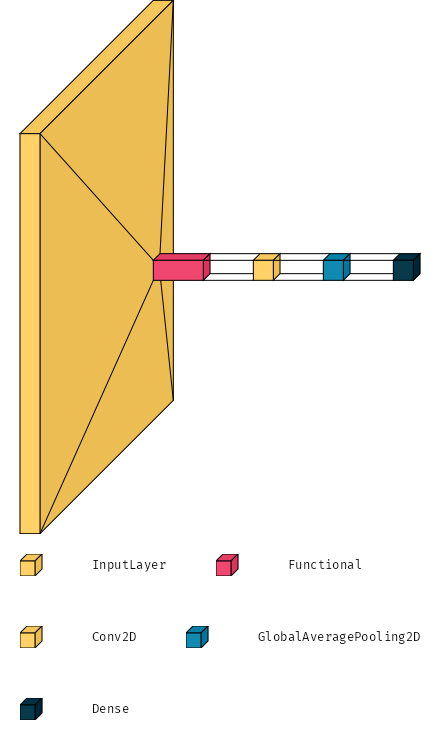 InputLayer Functional
Conv2D GlobalAveragePooling2D
Dense